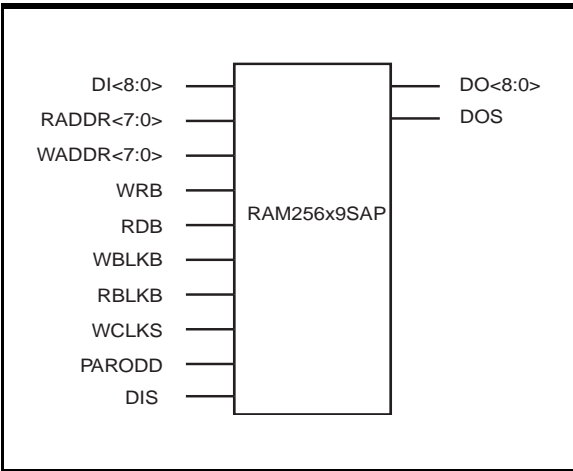 DI<8:0>
RADDR<7:0>
WADDR<7:0>
WRB
RDB
WBLKB
RBLKB
WCLKS
PARODD
DIS
RAM256x9SAP
DO<8:0>
DOS